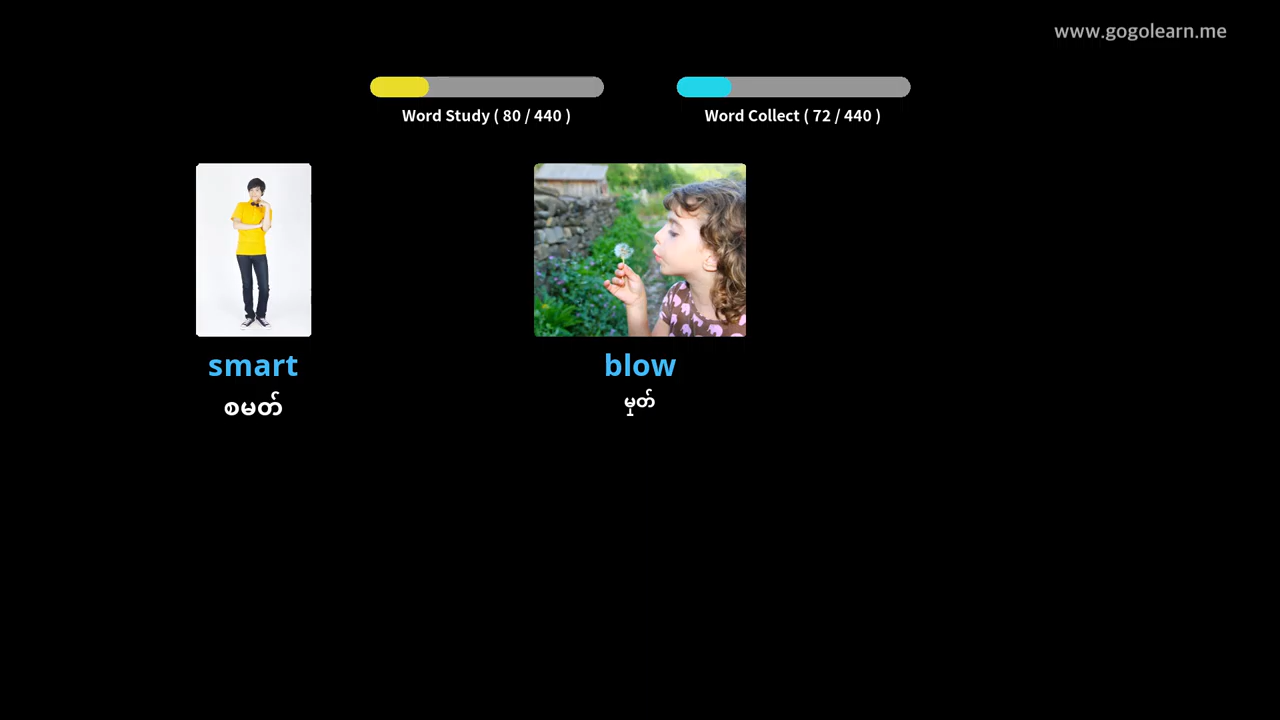 www.gogolearn.me
Word Study ( 80 / 440 )
Word Collect ( 72 / 440 )
smart
စမတ်
blow
မှုတ်